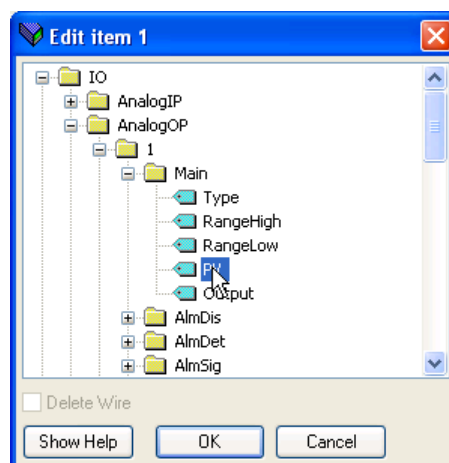 Edit item 1
IO
AnalogIP
AnalogOP
1
Main
Type
RangeHigh
RangeLow
PV
Output
AlmDis
AlmDet
AlmSig
Delete Wire
Show Help OK Cancel